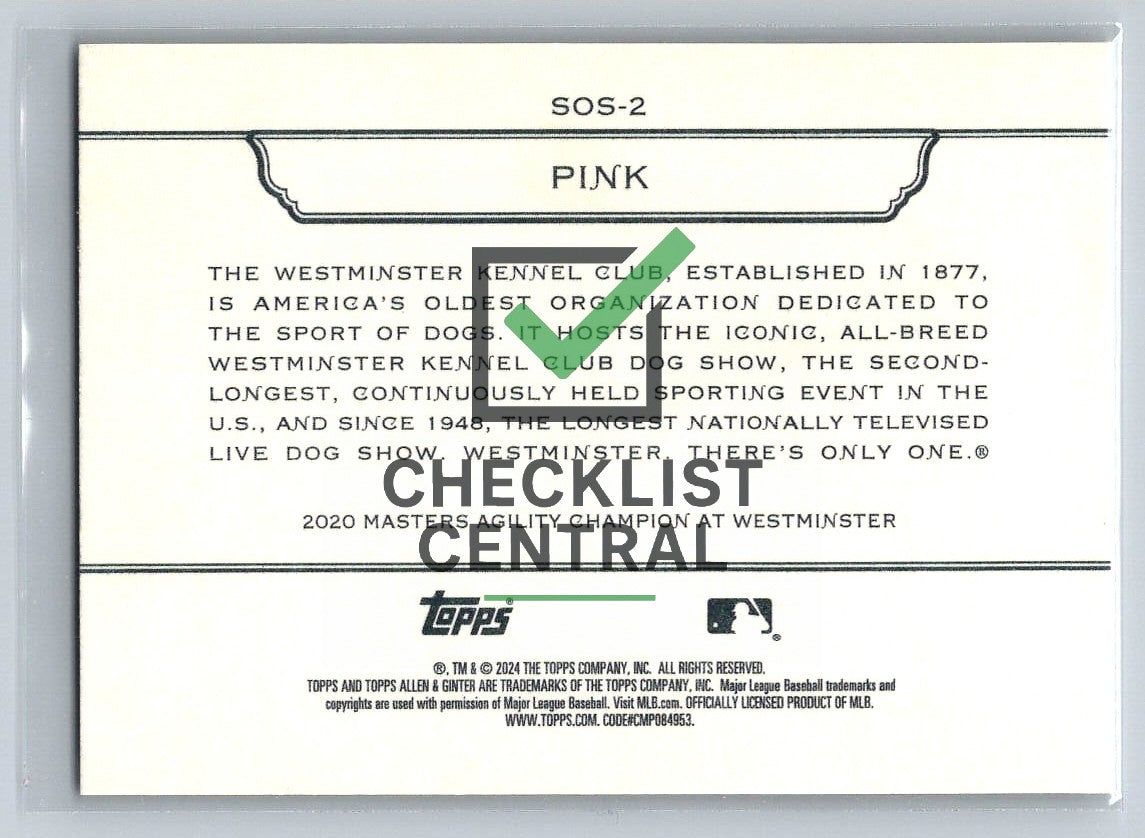 SOS-2
PINK
THE WESTMINSTER KENNEL CLUB, ESTABLISHED IN 1877,
IS AMERICA'S OLDEST ORGANIZATION DEDICATED TO
THE SPORT OF DOGS. IT HOSTS THE ICONIC, ALL-BREED
WESTMINSTER KENNEL CLUB DOG SHOW, THE SECOND-
LONGEST, CONTINUOUSLY HELD SPORTING EVENT IN THE
U.S., AND SINCE 1948, THE LONGEST NATIONALLY TELEVISED
LIVE DOG SHOW. WESTMINSTER. THERE'S ONLY ONE.®
CHECKLIST
2020 MASTERS AGILITY CHAMPION AT WESTMINSTER
CENTRAL
Topps®
®
®, TM & © 2024 THE TOPPS COMPANY, INC. ALL RIGHTS RESERVED.
TOPPS AND TOPPS ALLEN & GINTER ARE TRADEMARKS OF THE TOPPS COMPANY, INC. Major League Baseball trademarks and
copyrights are used with permission of Major League Baseball. Visit MLB.com. OFFICIALLY LICENSED PRODUCT OF MLB.
WWW.TOPPS.COM. CODE#CMP084953.